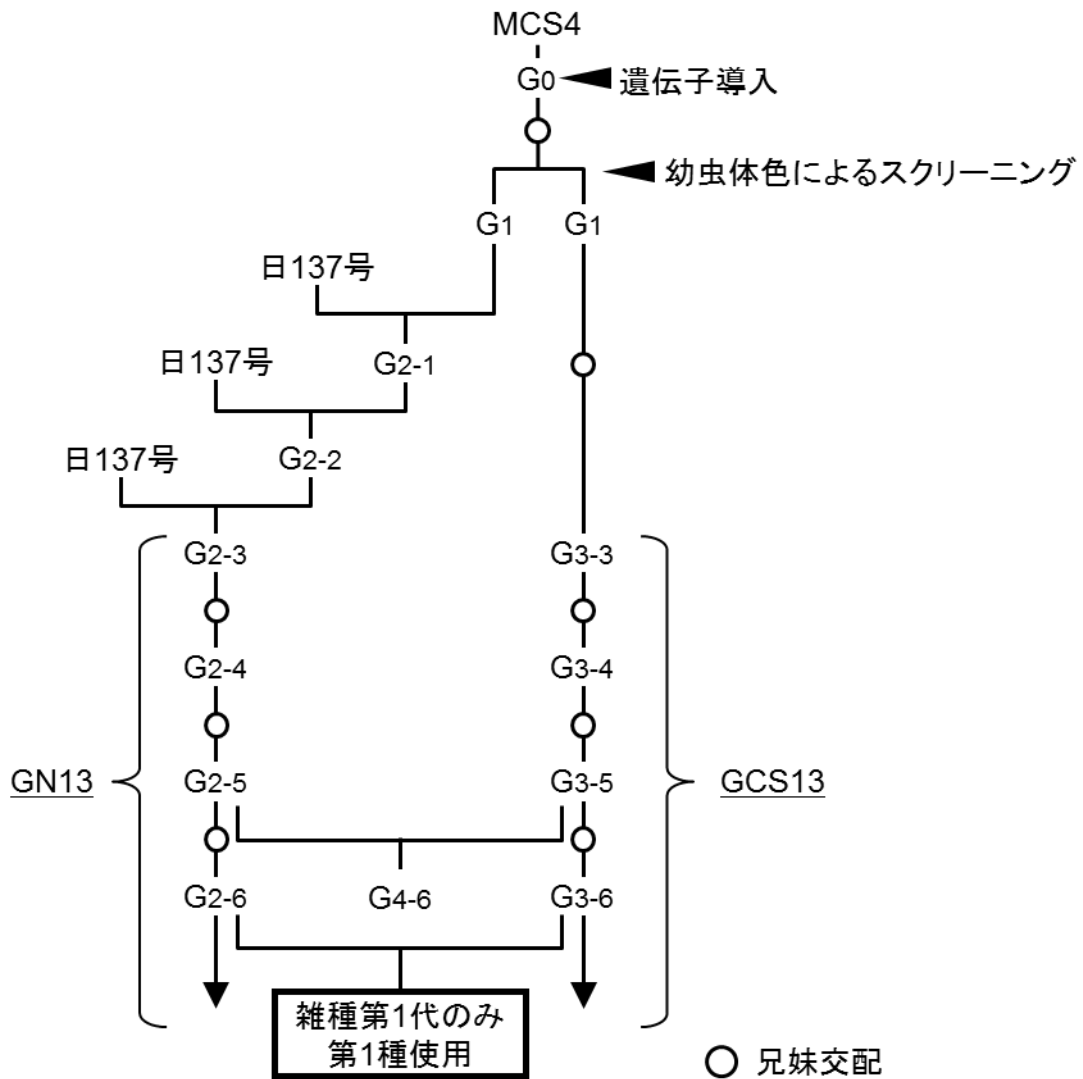 MCS4
G0
遺伝子導入
幼虫体色によるスクリーニング
G1
G1
日137号
日137号
G2-1
日137号
G2-2
G2-3
G3-3
G2-4
G3-4
GN13
G2-5
G3-5
GCS13
G2-6
G4-6
G3-6
雑種第1代のみ
第1種使用
兄妹交配